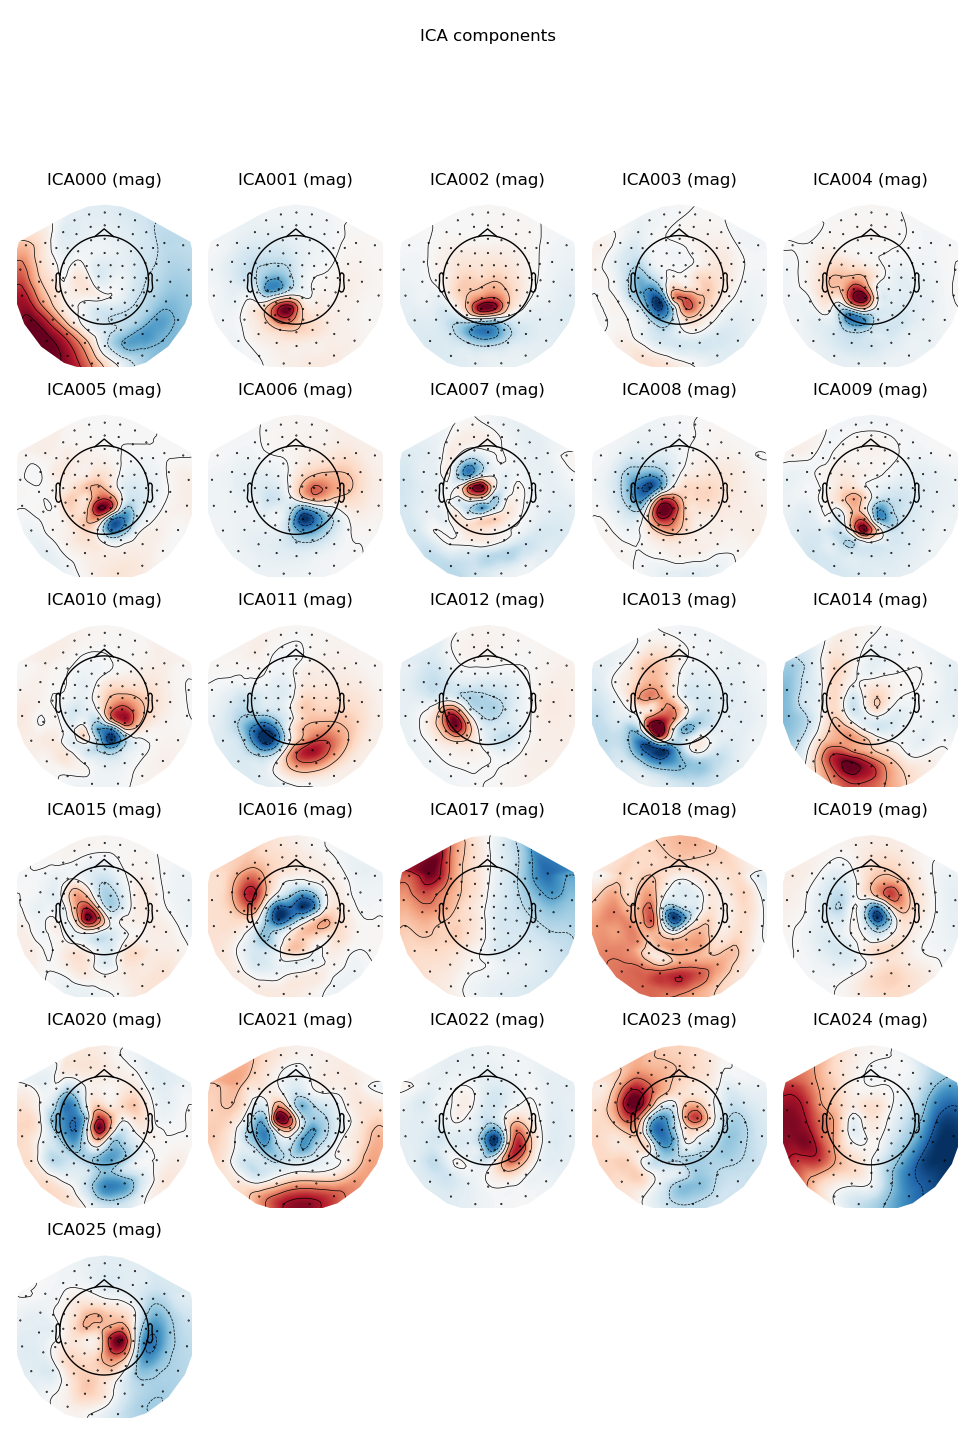 ICA components
ICA000 (mag) ICA001 (mag) ICA002 (mag) ICA003 (mag) ICA004 (mag)
ICA005 (mag) ICA006 (mag) ICA007 (mag) ICA008 (mag) ICA009 (mag)
ICA010 (mag) ICA011 (mag) ICA012 (mag) ICA013 (mag) ICA014 (mag)
ICA015 (mag) ICA016 (mag) ICA017 (mag) ICA018 (mag) ICA019 (mag)
ICA020 (mag) ICA021 (mag) ICA022 (mag) ICA023 (mag) ICA024 (mag)
ICA025 (mag)